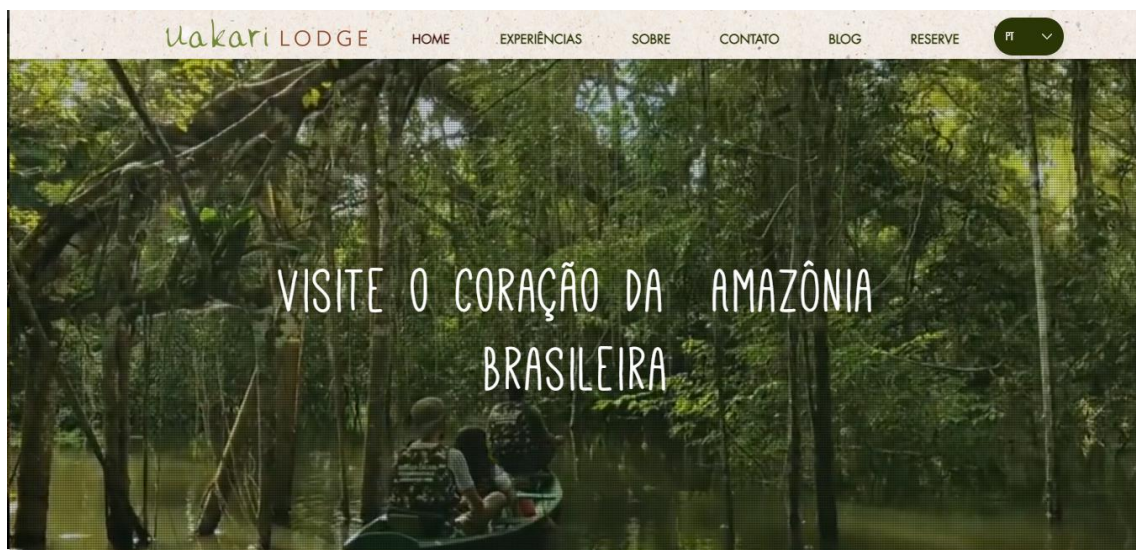 Uakari LODGE HOME EXPERIÊNCIAS SOBRE CONTATO BLOG RESERVE PT
VISITE O CORAÇÃO DA AMAZÔNIA
BRASILEIRA